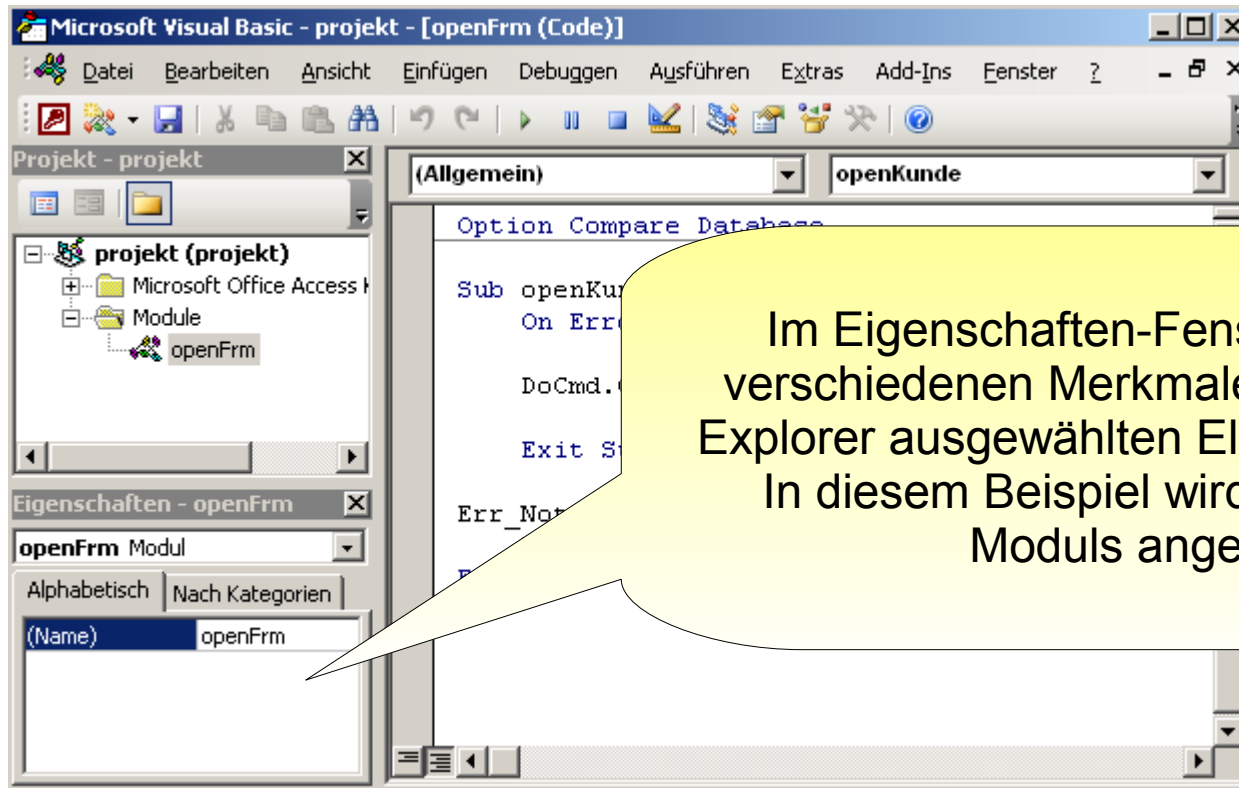 Microsoft Visual Basic - projekt - [openFrm (Code)]
Datei Bearbeiten Ansicht Einfügen Debuggen Ausführen Extras Add-Ins Fenster ?
Projekt - projekt
projekt (projekt)
Microsoft Office Access
Module
openFrm
Eigenschaften - openFrm
openFrm Modul
Alphabetisch Nach Kategorien
(Name) openFrm
(Allgemein) openKunde
Option Compare Database
Sub openKu
On Err
DoCmd.
Exit S
Err_No
Im Eigenschaften-Fens
verschiedenen Merkmale
Explorer ausgewählten El
In diesem Beispiel wird
Moduls ange